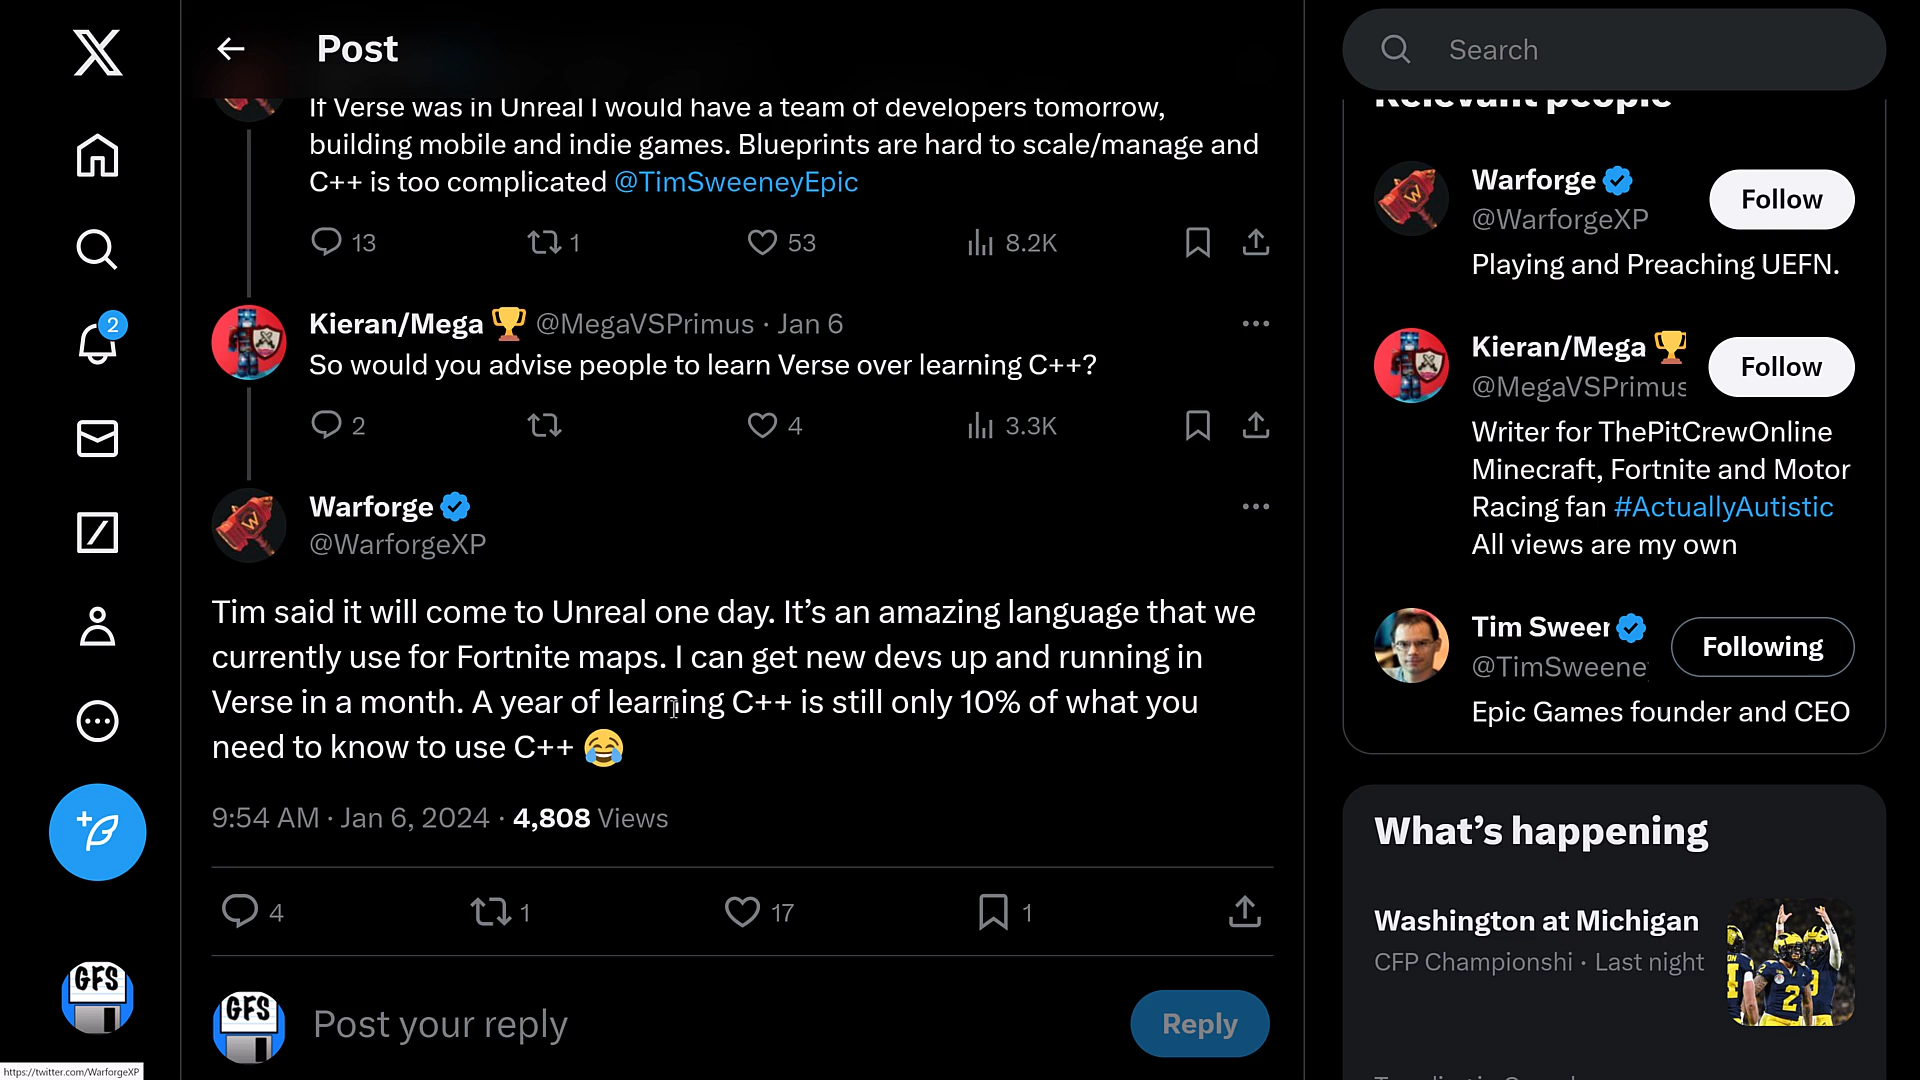 Post
If Verse was in Unreal I would have a team of developers tomorrow,
building mobile and indie games. Blueprints are hard to scale/manage and
C++ is too complicated @TimSweeneyEpic
13 1 53 8.2K
Kieran/Mega 🏆 @MegaVSPrimus · Jan 6
So would you advise people to learn Verse over learning C++?
2 4 3.3K
Warforge
@WarforgeXP
Tim said it will come to Unreal one day. It’s an amazing language that we
currently use for Fortnite maps. I can get new devs up and running in
Verse in a month. A year of learning C++ is still only 10% of what you
need to know to use C++ 😂
9:54 AM · Jan 6, 2024 · 4,808 Views
4 1 17 1
GFS
Post your reply
Reply
2
GFS
https://twitter.com/WarforgeXP
Search
Relevant people
Warforge
@WarforgeXP
Follow
Playing and Preaching UEFN.
Kieran/Mega 🏆
@MegaVSPrimus
Follow
Writer for ThePitCrewOnline
Minecraft, Fortnite and Motor
Racing fan #ActuallyAutistic
All views are my own
Tim Sweer
@TimSweene
Following
Epic Games founder and CEO
What’s happening
Washington at Michigan
CFP Championshi · Last night
2